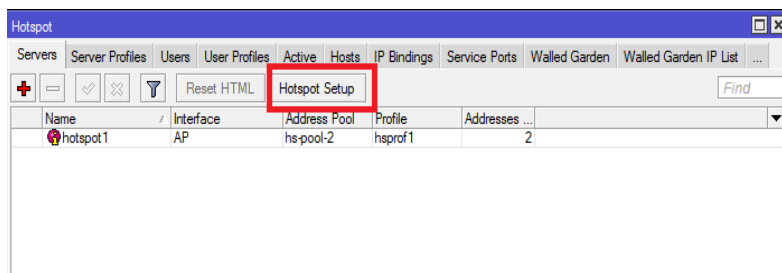 Hotspot
Servers Server Profiles Users User Profiles Active Hosts IP Bindings Service Ports Walled Garden Walled Garden IP List ...
Reset HTML Hotspot Setup Find
Name Interface Address Pool Profile Addresses ...
hotspot1 AP hs-pool-2 hsprof1 2